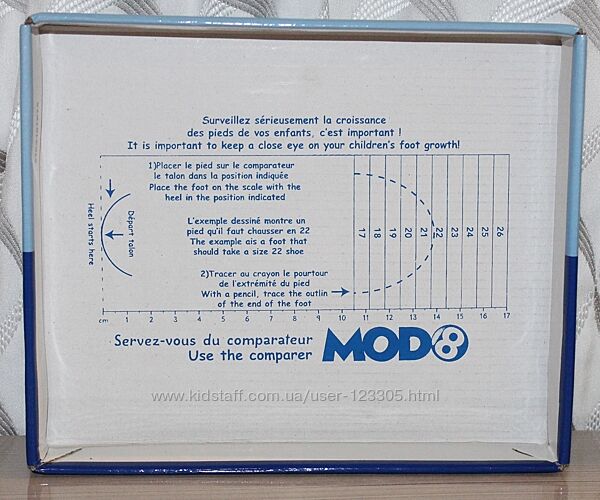 Surveillez sérieusement la croissance
des pieds de vos enfants, c'est important !
It is important to keep a close eye on your children's foot growth!
1)Placer le pied sur le comparateur
le talon dans la position indiquée
Place the foot on the scale with the
heel in the position indicated
Heel starts here
Départ talon
L'exemple dessiné montre un
pied qu'il faut chausser en 22
The example ais a foot that
should take a size 22 shoe
17 18 19 20 21 22 23 24 25 26
2)Tracer au crayon le pourtour
de l'extrémité du pied
With a pencil, trace the outlin
of the end of the foot
cm 1 2 3 4 5 6 7 8 9 10 11 12 13 14 15 16 17
Servez-vous du comparateur
Use the comparer
MOD8
www.kidstaff.com.ua/user-123305.html